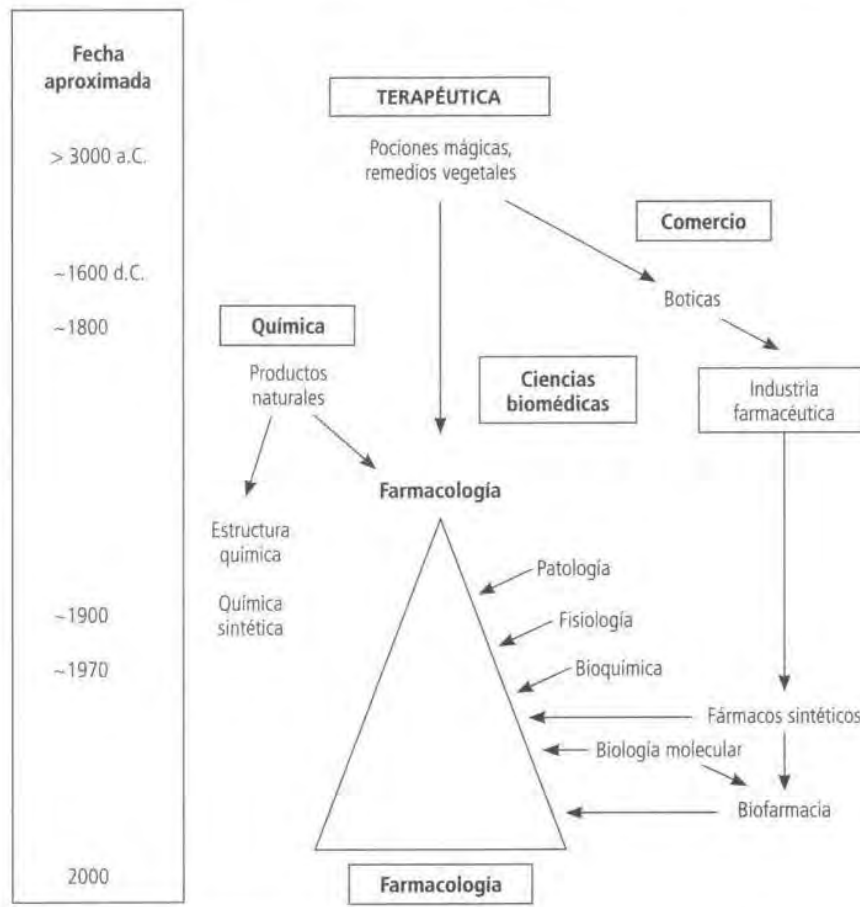 Fecha
aproximada
> 3000 a.C.
~1600 d.C.
~1800
~1900
~1970
2000
TERAPÉUTICA
Pociones mágicas,
remedios vegetales
Comercio
Boticas
Química
Productos
naturales
Ciencias
biomédicas
Industria
farmacéutica
Farmacología
Estructura
química
Química
sintética
Patología
Fisiología
Bioquímica
Fármacos sintéticos
Biología molecular
Biofarmacia
Farmacología